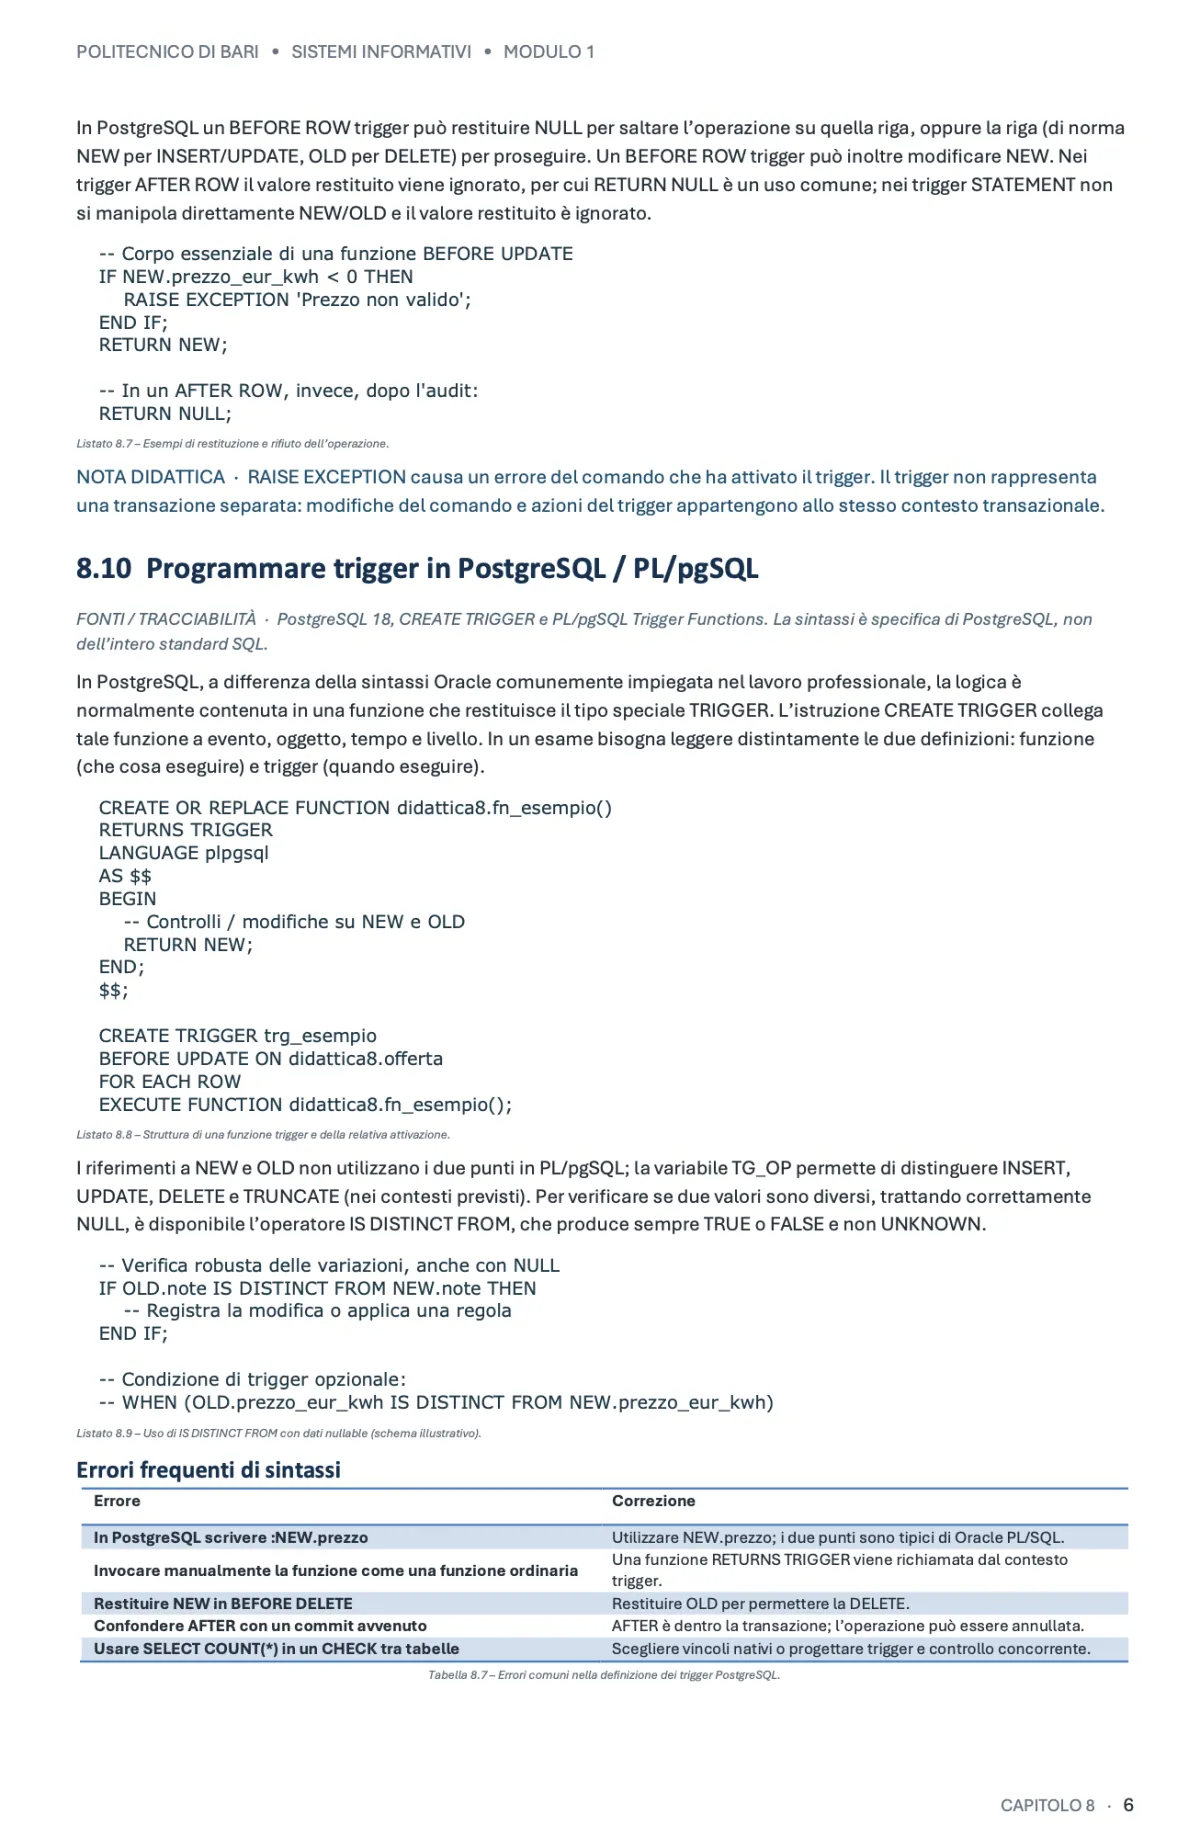 POLITECNICO DI BARI • SISTEMI INFORMATIVI • MODULO 1
In PostgreSQL un BEFORE ROW trigger può restituire NULL per saltare l’operazione su quella riga, oppure la riga (di norma
NEW per INSERT/UPDATE, OLD per DELETE) per proseguire. Un BEFORE ROW trigger può inoltre modificare NEW. Nei
trigger AFTER ROW il valore restituito viene ignorato, per cui RETURN NULL è un uso comune; nei trigger STATEMENT non
si manipola direttamente NEW/OLD e il valore restituito è ignorato.
-- Corpo essenziale di una funzione BEFORE UPDATE
IF NEW.prezzo_eur_kwh < 0 THEN
RAISE EXCEPTION 'Prezzo non valido';
END IF;
RETURN NEW;
-- In un AFTER ROW, invece, dopo l'audit:
RETURN NULL;
Listato 8.7 – Esempi di restituzione e rifiuto dell’operazione.
NOTA DIDATTICA · RAISE EXCEPTION causa un errore del comando che ha attivato il trigger. Il trigger non rappresenta
una transazione separata: modifiche del comando e azioni del trigger appartengono allo stesso contesto transazionale.
8.10 Programmare trigger in PostgreSQL / PL/pgSQL
FONTI / TRACCIABILITÀ · PostgreSQL 18, CREATE TRIGGER e PL/pgSQL Trigger Functions. La sintassi è specifica di PostgreSQL, non
dell’intero standard SQL.
In PostgreSQL, a differenza della sintassi Oracle comunemente impiegata nel lavoro professionale, la logica è
normalmente contenuta in una funzione che restituisce il tipo speciale TRIGGER. L’istruzione CREATE TRIGGER collega
tale funzione a evento, oggetto, tempo e livello. In un esame bisogna leggere distintamente le due definizioni: funzione
(che cosa eseguire) e trigger (quando eseguire).
CREATE OR REPLACE FUNCTION didattica8.fn_esempio()
RETURNS TRIGGER
LANGUAGE plpgsql
AS $$
BEGIN
-- Controlli / modifiche su NEW e OLD
RETURN NEW;
END;
$$;
CREATE TRIGGER trg_esempio
BEFORE UPDATE ON didattica8.offerta
FOR EACH ROW
EXECUTE FUNCTION didattica8.fn_esempio();
Listato 8.8 – Struttura di una funzione trigger e della relativa attivazione.
I riferimenti a NEW e OLD non utilizzano i due punti in PL/pgSQL; la variabile TG_OP permette di distinguere INSERT,
UPDATE, DELETE e TRUNCATE (nei contesti previsti). Per verificare se due valori sono diversi, trattando correttamente
NULL, è disponibile l’operatore IS DISTINCT FROM, che produce sempre TRUE o FALSE e non UNKNOWN.
-- Verifica robusta delle variazioni, anche con NULL
IF OLD.note IS DISTINCT FROM NEW.note THEN
-- Registra la modifica o applica una regola
END IF;
-- Condizione di trigger opzionale:
-- WHEN (OLD.prezzo_eur_kwh IS DISTINCT FROM NEW.prezzo_eur_kwh)
Listato 8.9 – Uso di IS DISTINCT FROM con dati nullable (schema illustrativo).
Errori frequenti di sintassi
Errore Correzione
In PostgreSQL scrivere :NEW.prezzo Utilizzare NEW.prezzo; i due punti sono tipici di Oracle PL/SQL.
Invocare manualmente la funzione come una funzione ordinaria Una funzione RETURNS TRIGGER viene richiamata dal contesto
trigger.
Restituire NEW in BEFORE DELETE Restituire OLD per permettere la DELETE.
Confondere AFTER con un commit avvenuto AFTER è dentro la transazione; l’operazione può essere annullata.
Usare SELECT COUNT(*) in un CHECK tra tabelle Scegliere vincoli nativi o progettare trigger e controllo concorrente.
Tabella 8.7 – Errori comuni nella definizione dei trigger PostgreSQL.
CAPITOLO 8 · 6